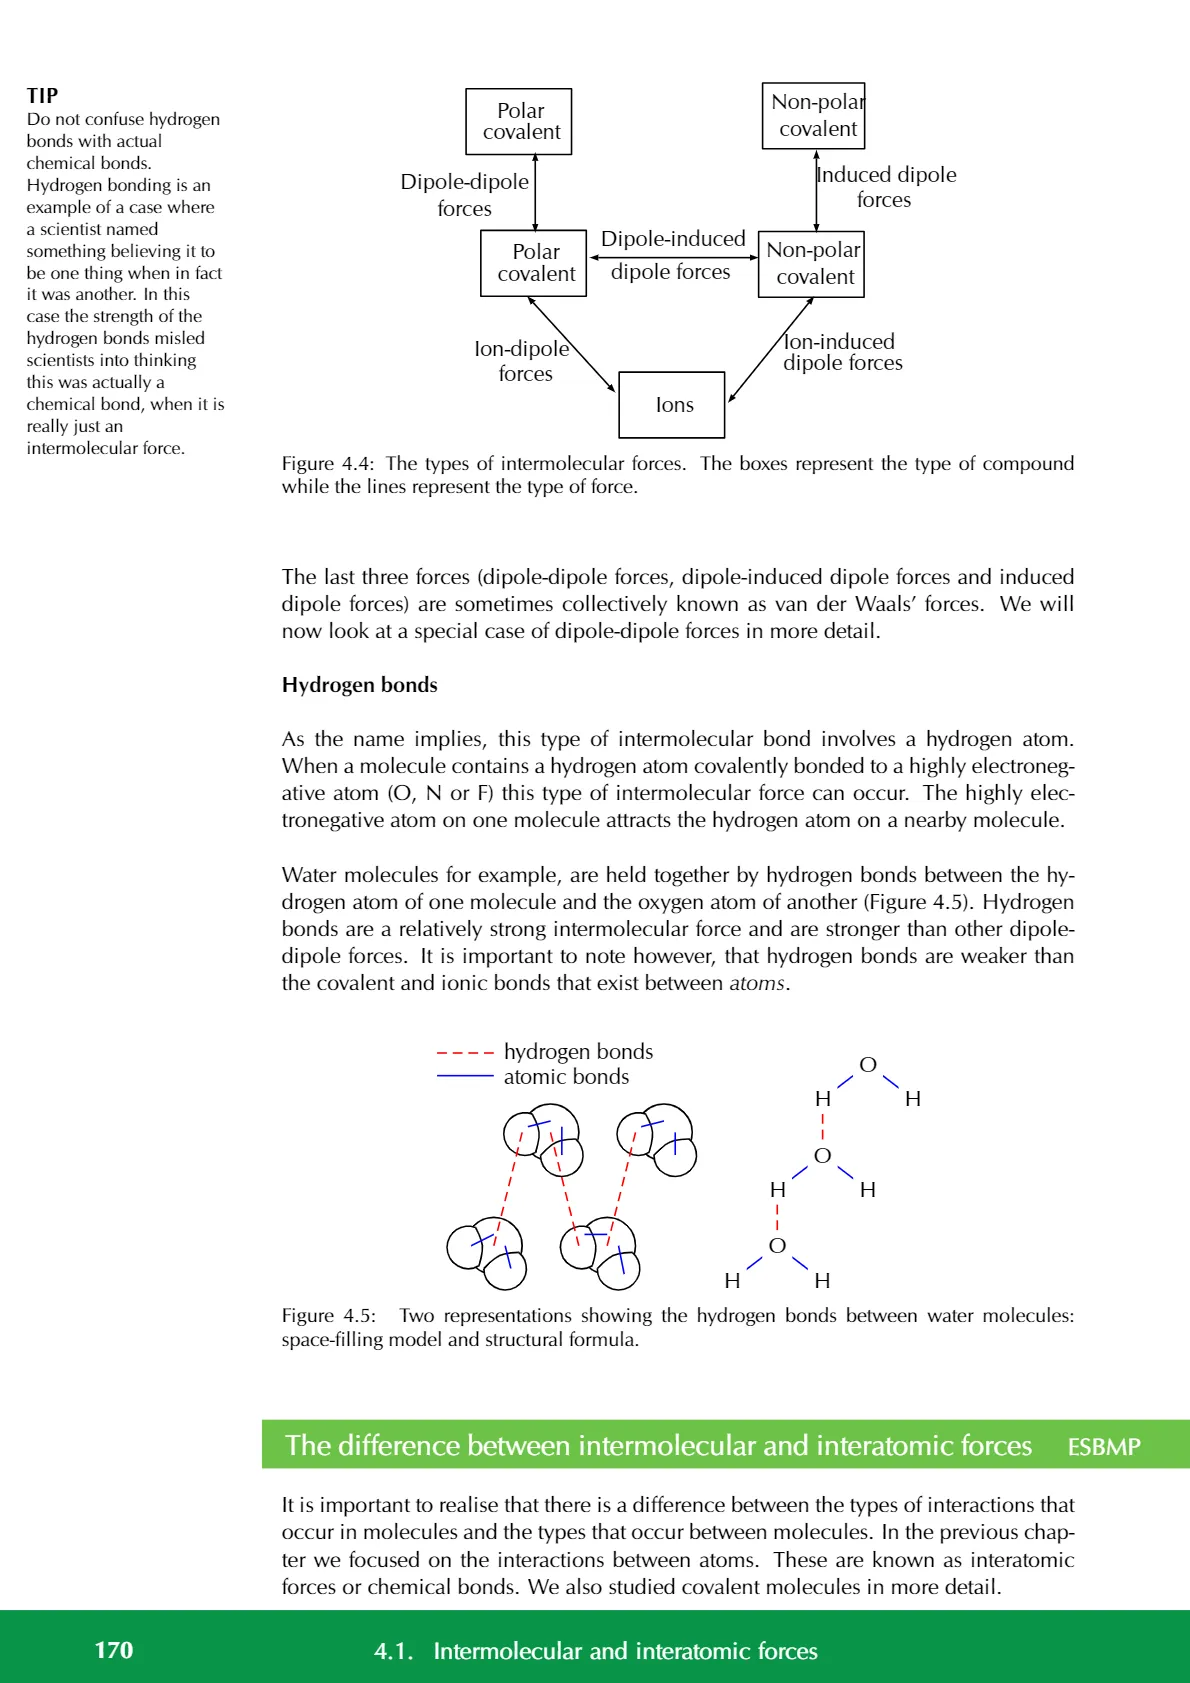 TIP
Do not confuse hydrogen
bonds with actual
chemical bonds.
Hydrogen bonding is an
example of a case where
a scientist named
something believing it to
be one thing when in fact
it was another. In this
case the strength of the
hydrogen bonds misled
scientists into thinking
this was actually a
chemical bond, when it is
really just an
intermolecular force.
Polar
covalent
Non-polar
covalent
Dipole-dipole
forces
Induced dipole
forces
Polar
covalent
Dipole-induced
dipole forces
Non-polar
covalent
Ion-dipole
forces
Ion-induced
dipole forces
Ions
Figure 4.4: The types of intermolecular forces. The boxes represent the type of compound
while the lines represent the type of force.
The last three forces (dipole-dipole forces, dipole-induced dipole forces and induced
dipole forces) are sometimes collectively known as van der Waals’ forces. We will
now look at a special case of dipole-dipole forces in more detail.
Hydrogen bonds
As the name implies, this type of intermolecular bond involves a hydrogen atom.
When a molecule contains a hydrogen atom covalently bonded to a highly electroneg-
ative atom (O, N or F) this type of intermolecular force can occur. The highly elec-
tronegative atom on one molecule attracts the hydrogen atom on a nearby molecule.
Water molecules for example, are held together by hydrogen bonds between the hy-
drogen atom of one molecule and the oxygen atom of another (Figure 4.5). Hydrogen
bonds are a relatively strong intermolecular force and are stronger than other dipole-
dipole forces. It is important to note however, that hydrogen bonds are weaker than
the covalent and ionic bonds that exist between atoms.
hydrogen bonds
atomic bonds
O
H H
O
H H
O
H H
Figure 4.5: Two representations showing the hydrogen bonds between water molecules:
space-filling model and structural formula.
The difference between intermolecular and interatomic forces ESBMP
It is important to realise that there is a difference between the types of interactions that
occur in molecules and the types that occur between molecules. In the previous chap-
ter we focused on the interactions between atoms. These are known as interatomic
forces or chemical bonds. We also studied covalent molecules in more detail.
170 4.1. Intermolecular and interatomic forces